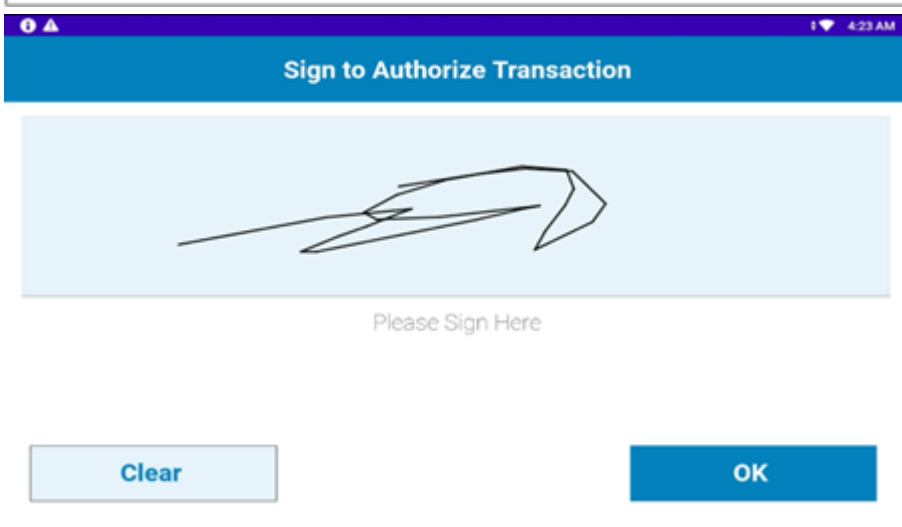 4:23 AM
Sign to Authorize Transaction
Please Sign Here
Clear
OK